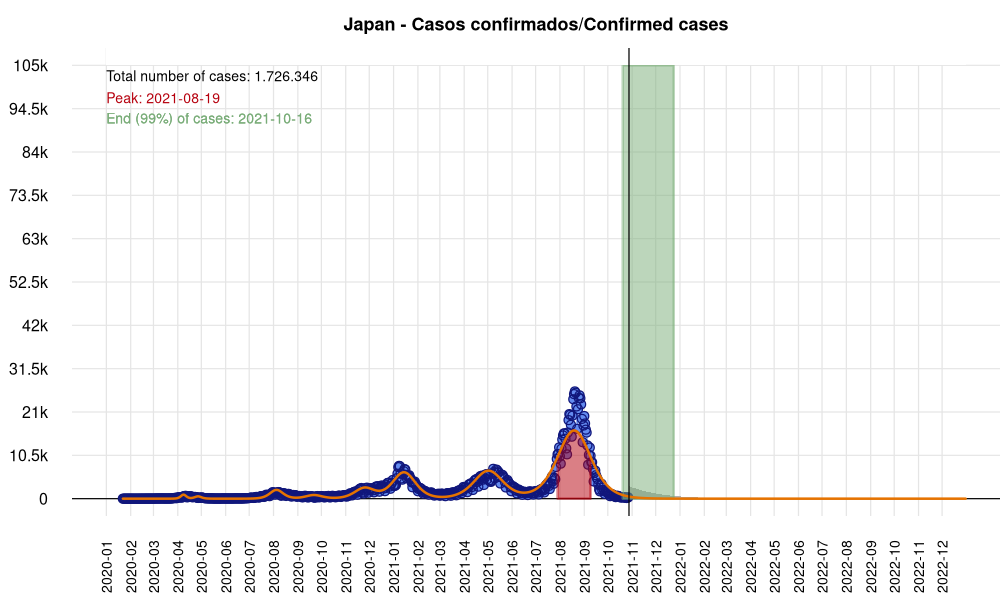 Japan - Casos confirmados/Confirmed cases
105k
Total number of cases: 1.726.346
Peak: 2021-08-19
94.5k
End (99%) of cases: 2021-10-16
84k
73.5k
63k
52.5k
42k
31.5k
21k
10.5k
0
2020-01
2020-02
2020-03
2020-04
2020-05
2020-06
2020-07
2020-08
2020-09
2020-10
2020-11
2020-12
2021-01
2021-02
2021-03
2021-04
2021-05
2021-06
2021-07
2021-08
2021-09
2021-10
2021-11
2021-12
2022-01
2022-02
2022-03
2022-04
2022-05
2022-06
2022-07
2022-08
2022-09
2022-10
2022-11
2022-12